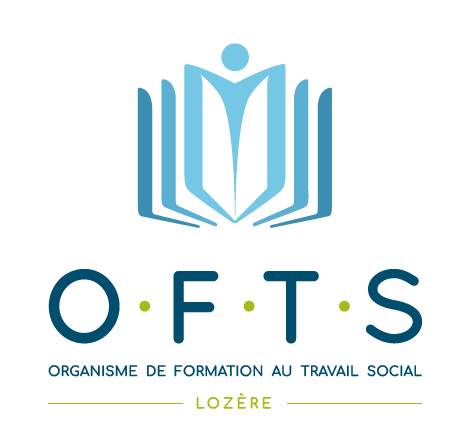 O·F·T·S
ORGANISME DE FORMATION AU TRAVAIL SOCIAL
LOZÈRE